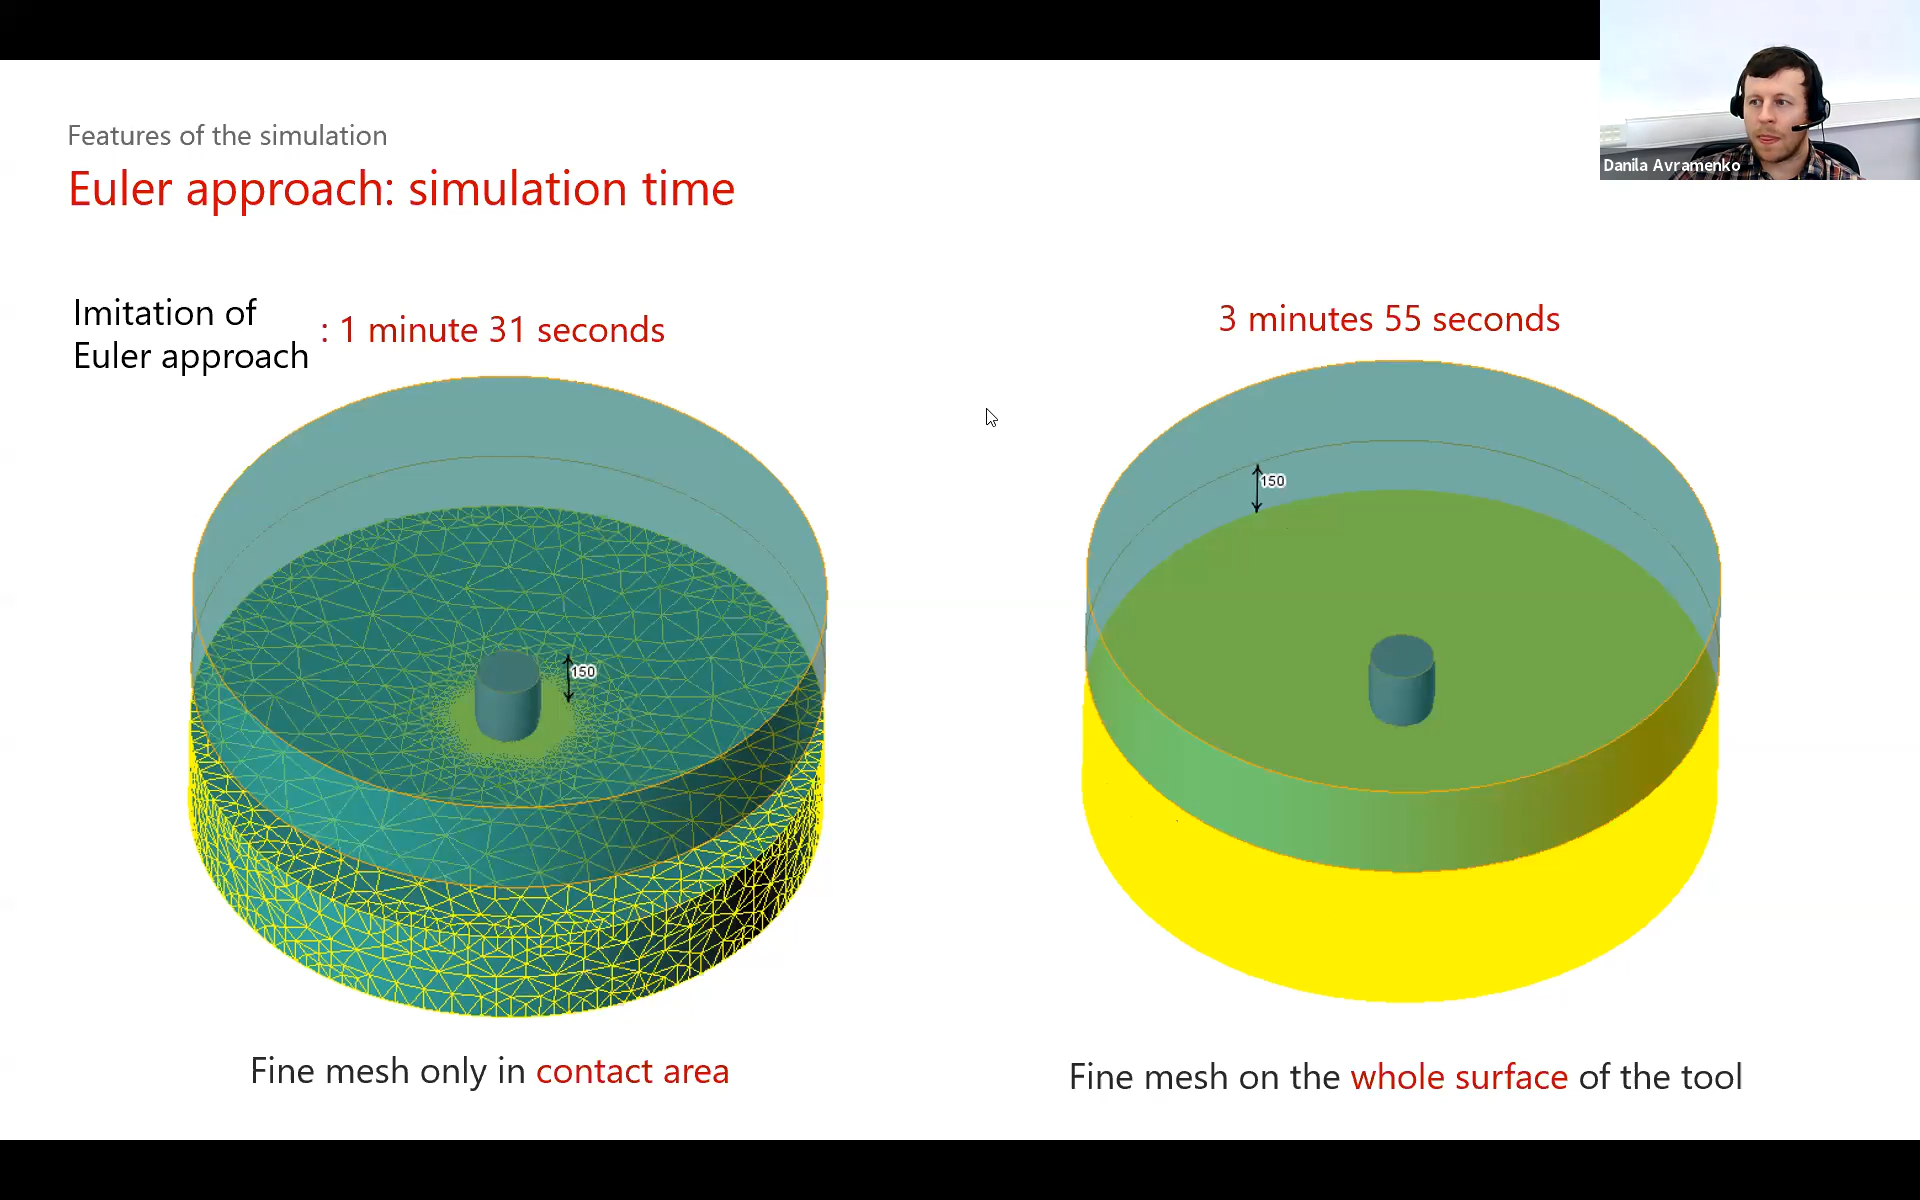 Danila Avramenko
Features of the simulation
Euler approach: simulation time
Imitation of
Euler approach
: 1 minute 31 seconds
3 minutes 55 seconds
150
150
Fine mesh only in contact area
Fine mesh on the whole surface of the tool